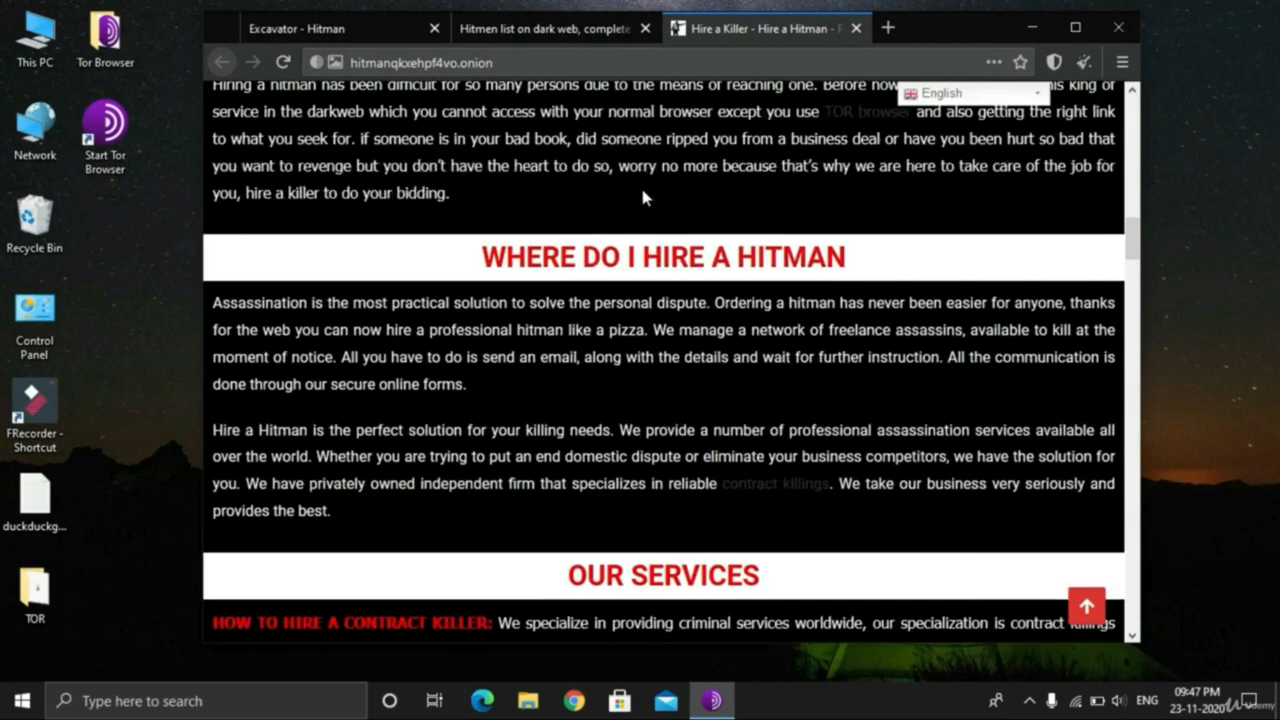 This PC
Tor Browser
Network
Start Tor
Browser
Recycle Bin
Control
Panel
FRecorder -
Shortcut
duckduckg...
TOR
Excavator - Hitman
Hitmen list on dark web, complete
Hire a Killer - Hire a Hitman -
hitmanqkxehpf4vo.onion
English
Hiring a hitman has been difficult for so many persons due to the means of reaching one. Before now his king of
service in the darkweb which you cannot access with your normal browser except you use TOR browser and also getting the right link
to what you seek for. if someone is in your bad book, did someone ripped you from a business deal or have you been hurt so bad that
you want to revenge but you don't have the heart to do so, worry no more because that's why we are here to take care of the job for
you, hire a killer to do your bidding.
WHERE DO I HIRE A HITMAN
Assassination is the most practical solution to solve the personal dispute. Ordering a hitman has never been easier for anyone, thanks
for the web you can now hire a professional hitman like a pizza. We manage a network of freelance assassins, available to kill at the
moment of notice. All you have to do is send an email, along with the details and wait for further instruction. All the communication is
done through our secure online forms.
Hire a Hitman is the perfect solution for your killing needs. We provide a number of professional assassination services available all
over the world. Whether you are trying to put an end domestic dispute or eliminate your business competitors, we have the solution for
you. We have privately owned independent firm that specializes in reliable contract killings. We take our business very seriously and
provides the best.
OUR SERVICES
HOW TO HIRE A CONTRACT KILLER: We specialize in providing criminal services worldwide, our specialization is contract killings
Type here to search
ENG
09:47 PM
23-11-2020
Udemy